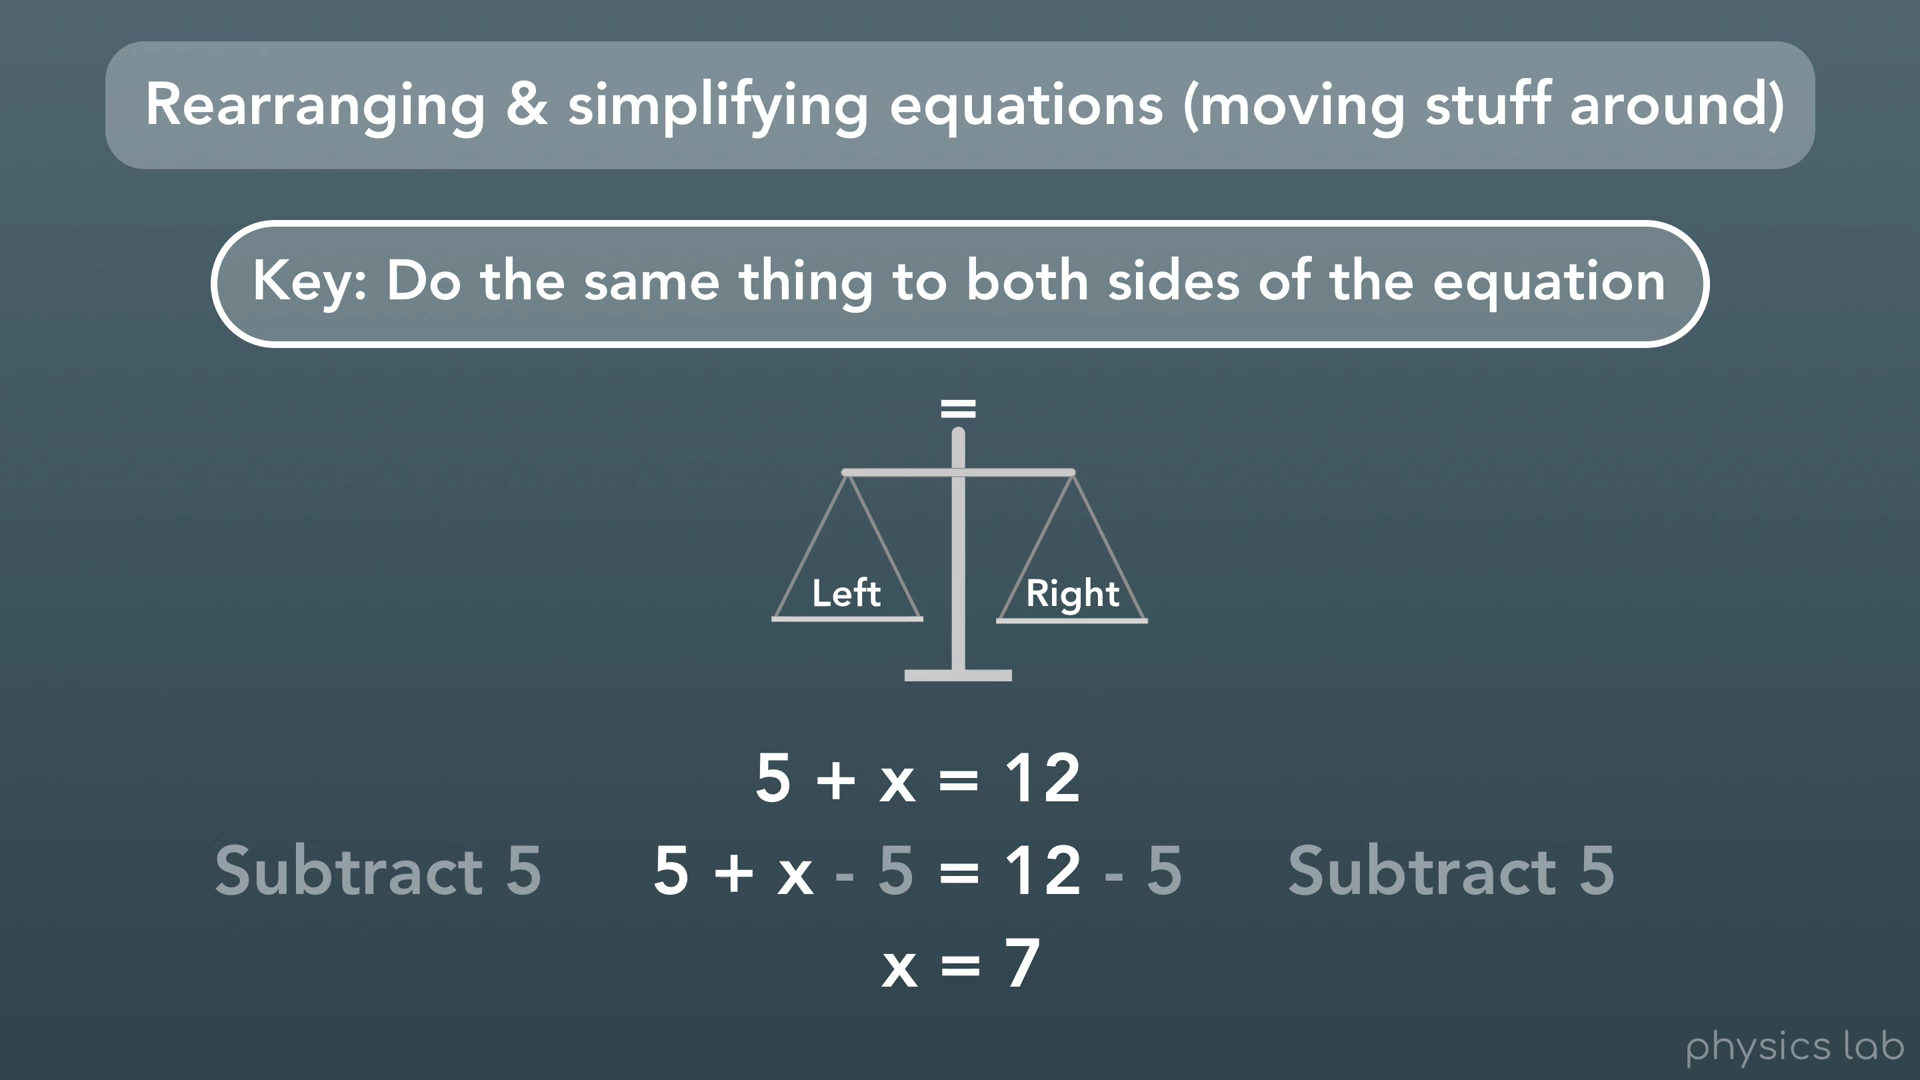 Rearranging & simplifying equations (moving stuff around)
Key: Do the same thing to both sides of the equation
=
Left Right
5 + x = 12
Subtract 5 5 + x - 5 = 12 - 5 Subtract 5
x = 7
physics lab